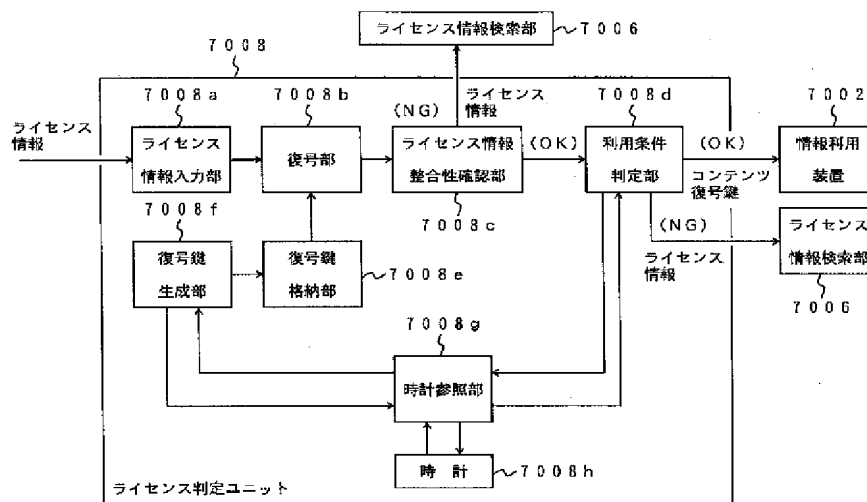 ライセンス情報検索部
7006
7008
7008a
7008b
(NG)
ライセンス
情報
7008d
7002
ライセンス
情報
ライセンス
情報入力部
復号部
ライセンス情報
整合性確認部
(OK)
利用条件
判定部
(OK)
コンテンツ
復号鍵
情報利用
装置
7008c
7008f
(NG)
ライセンス
情報
ライセンス
情報検索部
7006
復号鍵
生成部
復号鍵
格納部
7008e
7008g
時計参照部
時計
7008h
ライセンス判定ユニット